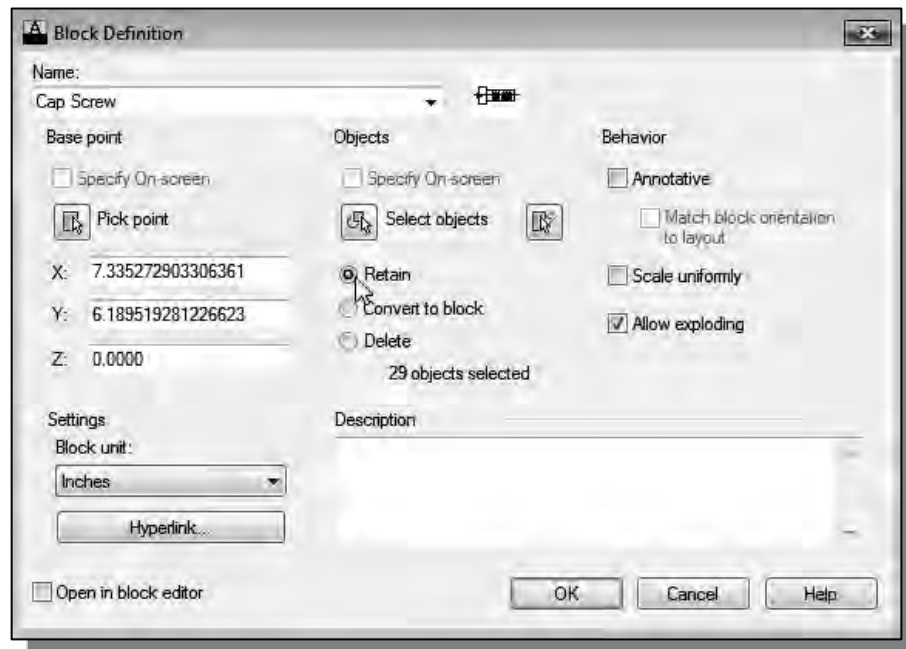 Block Definition
Name:
Cap Screw
Base point
Specify On-screen
Pick point
X: 7.335272903306361
Y: 6.189519281226623
Z: 0.0000
Objects
Specify On-screen
Select objects
Retain
Convert to block
Delete
29 objects selected
Behavior
Annotative
Match block orientation
to layout
Scale uniformly
Allow exploding
Settings
Block unit:
Inches
Hyperlink...
Description
Open in block editor
OK Cancel Help